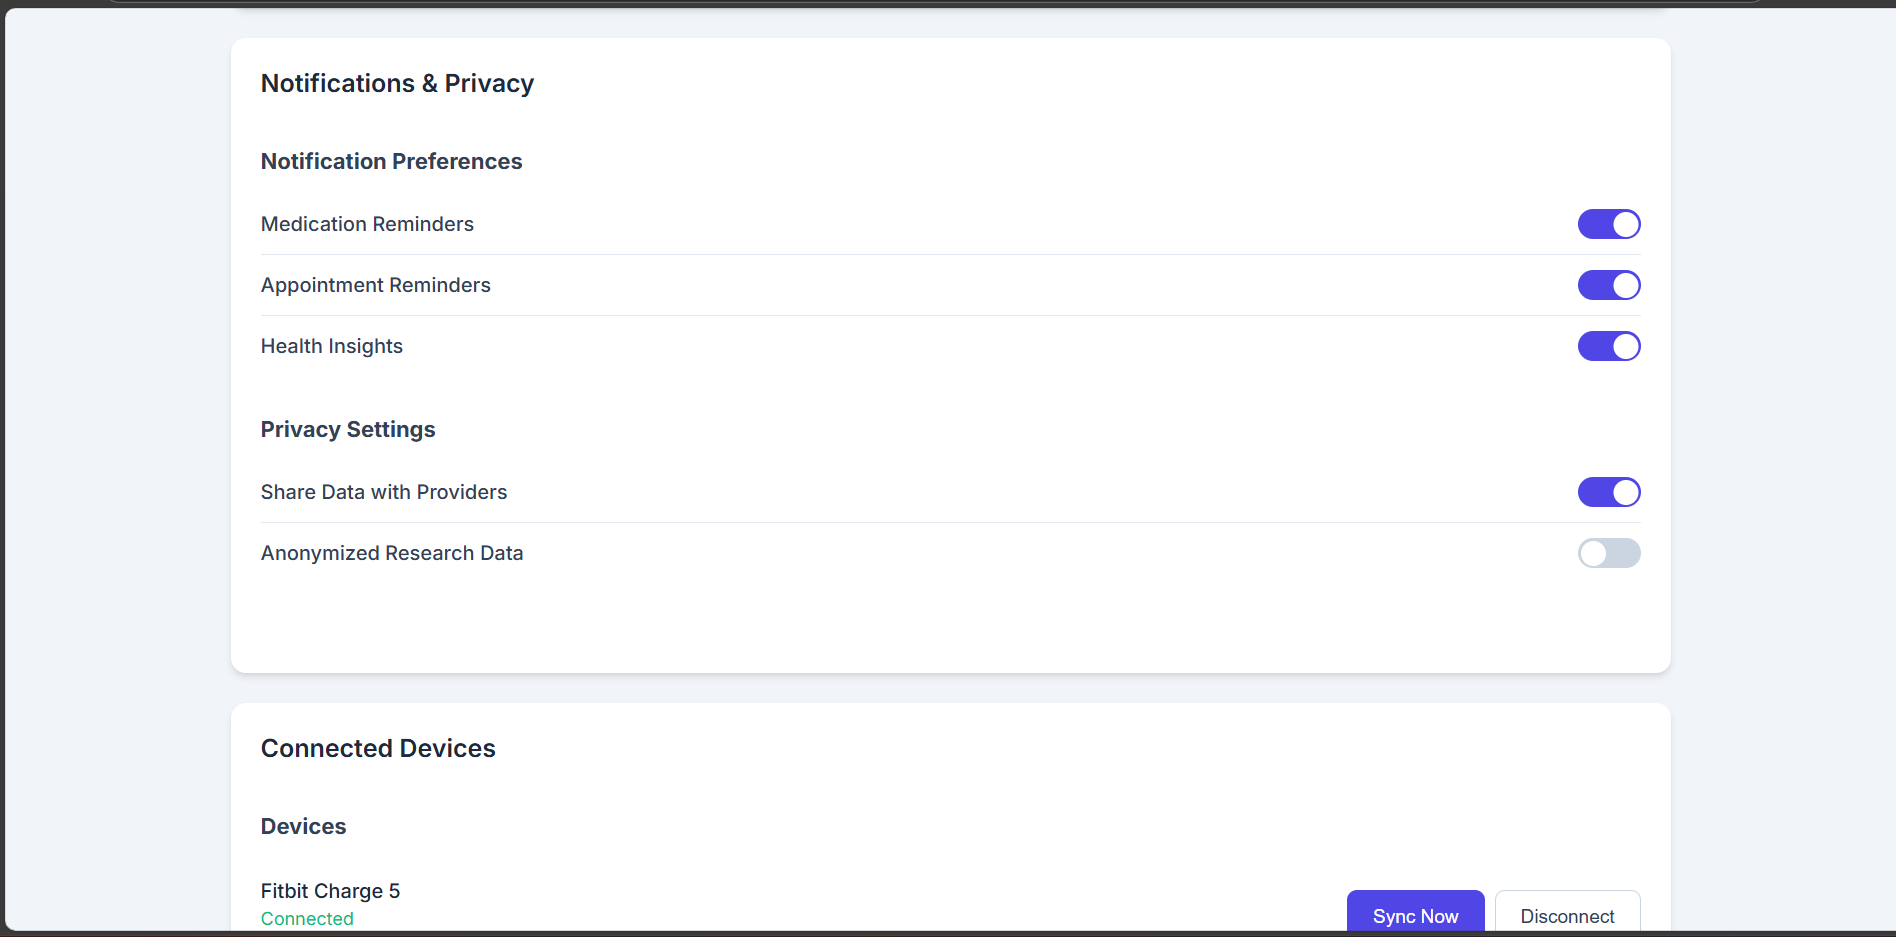 Notifications & Privacy
Notification Preferences
Medication Reminders
Appointment Reminders
Health Insights
Privacy Settings
Share Data with Providers
Anonymized Research Data
Connected Devices
Devices
Fitbit Charge 5
Connected
Sync Now
Disconnect